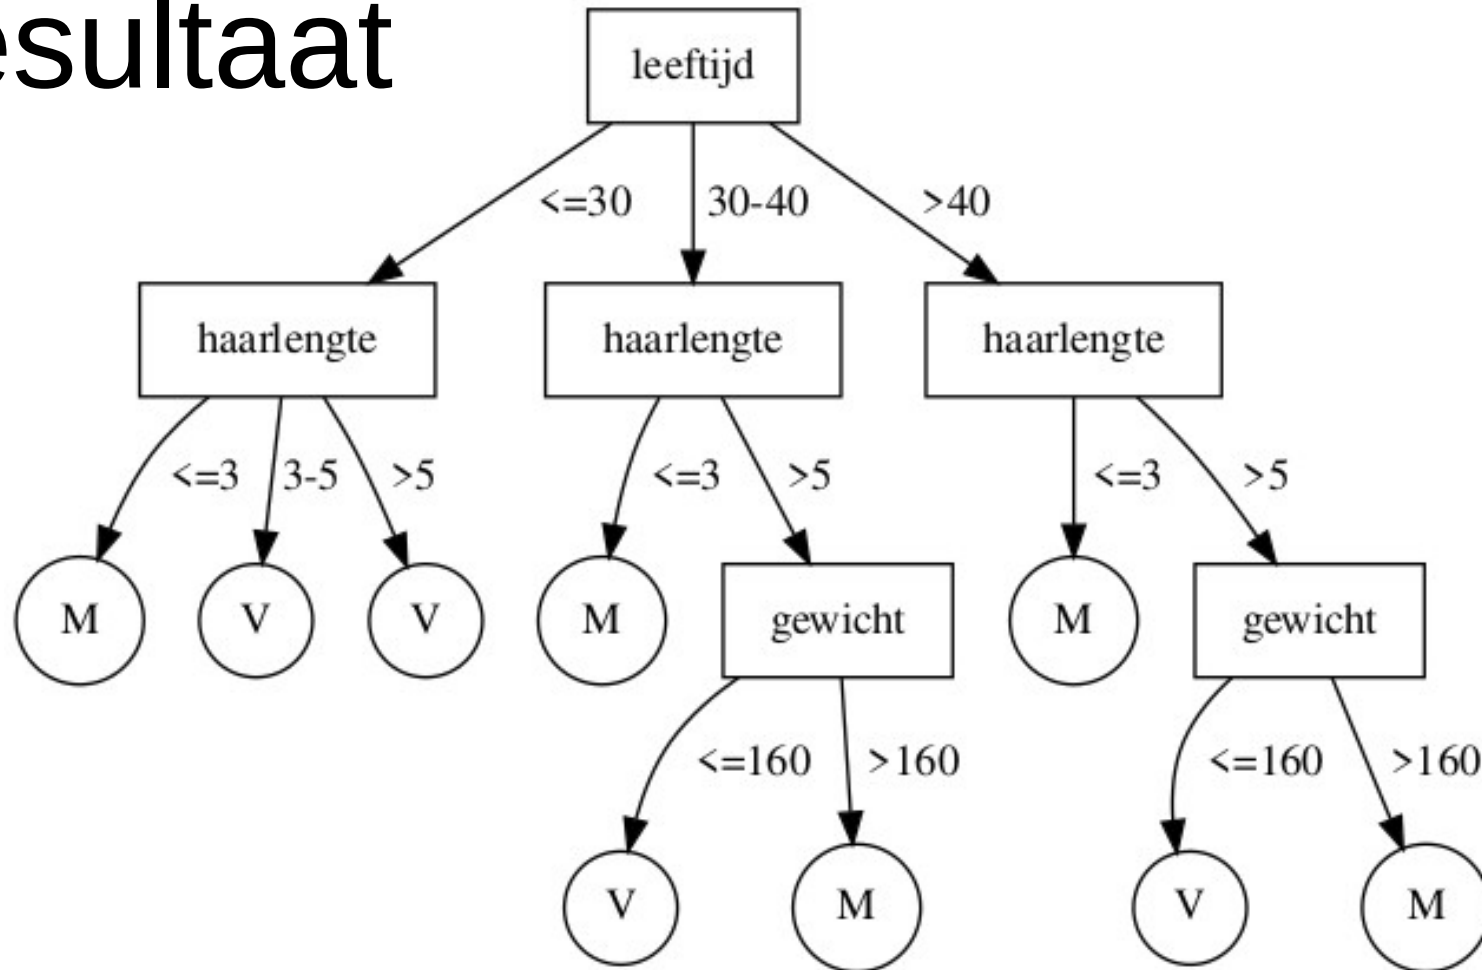 esultaat
leeftijd
<=30 30-40 >40
haarlengte haarlengte haarlengte
<=3 3-5 >5 <=3 >5 <=3 >5
M V V M gewicht M gewicht
<=160 >160 <=160 >160
V M V M